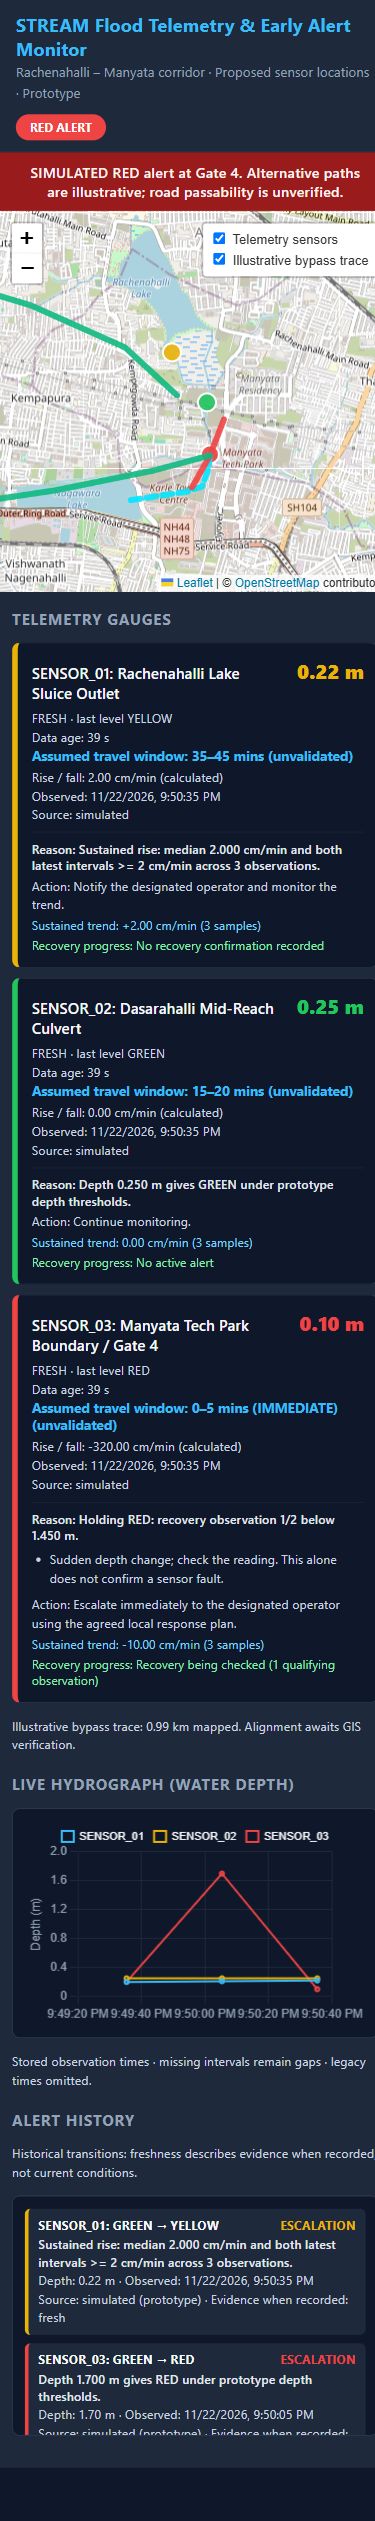 STREAM Flood Telemetry & Early Alert
Monitor
Rachenahalli – Manyata corridor · Proposed sensor locations
· Prototype
RED ALERT
SIMULATED RED alert at Gate 4. Alternative paths
are illustrative; road passability is unverified.
+
−
Telemetry sensors
Illustrative bypass trace
Rachenahalli
Lake
Rachenahalli Main Road
Kempegowda Road
Kempapura
Manyata
Residency
Manyata
Tech Park
Nagawara
Lake
Karle Town
Centre
SH104
Outer Ring Road
Service Road
NH44
NH48
NH75
Service Road
Vishwanath
Nagenahalli
Leaflet | © OpenStreetMap contributo
TELEMETRY GAUGES
SENSOR_01: Rachenahalli Lake
Sluice Outlet
0.22 m
FRESH · last level YELLOW
Data age: 39 s
Assumed travel window: 35–45 mins (unvalidated)
Rise / fall: 2.00 cm/min (calculated)
Observed: 11/22/2026, 9:50:35 PM
Source: simulated
Reason: Sustained rise: median 2.000 cm/min and both
latest intervals >= 2 cm/min across 3 observations.
Action: Notify the designated operator and monitor the
trend.
Sustained trend: +2.00 cm/min (3 samples)
Recovery progress: No recovery confirmation recorded
SENSOR_02: Dasarahalli Mid-Reach
Culvert
0.25 m
FRESH · last level GREEN
Data age: 39 s
Assumed travel window: 15–20 mins (unvalidated)
Rise / fall: 0.00 cm/min (calculated)
Observed: 11/22/2026, 9:50:35 PM
Source: simulated
Reason: Depth 0.250 m gives GREEN under prototype
depth thresholds.
Action: Continue monitoring.
Sustained trend: 0.00 cm/min (3 samples)
Recovery progress: No active alert
SENSOR_03: Manyata Tech Park
Boundary / Gate 4
0.10 m
FRESH · last level RED
Data age: 39 s
Assumed travel window: 0–5 mins (IMMEDIATE)
(unvalidated)
Rise / fall: -320.00 cm/min (calculated)
Observed: 11/22/2026, 9:50:35 PM
Source: simulated
Reason: Holding RED: recovery observation 1/2 below
1.450 m.
• Sudden depth change; check the reading. This alone
does not confirm a sensor fault.
Action: Escalate immediately to the designated operator
using the agreed local response plan.
Sustained trend: -10.00 cm/min (3 samples)
Recovery progress: Recovery being checked (1 qualifying
observation)
Illustrative bypass trace: 0.99 km mapped. Alignment awaits GIS
verification.
LIVE HYDROGRAPH (WATER DEPTH)
SENSOR_01 SENSOR_02 SENSOR_03
2.0
1.6
1.2
0.8
0.4
0
Depth (m)
9:49:20 PM 9:49:40 PM 9:50:00 PM 9:50:20 PM 9:50:40 PM
Stored observation times · missing intervals remain gaps · legacy
times omitted.
ALERT HISTORY
Historical transitions: freshness describes evidence when recorded,
not current conditions.
SENSOR_01: GREEN → YELLOW ESCALATION
Sustained rise: median 2.000 cm/min and both latest
intervals >= 2 cm/min across 3 observations.
Depth: 0.22 m · Observed: 11/22/2026, 9:50:35 PM
Source: simulated (prototype) · Evidence when recorded:
fresh
SENSOR_03: GREEN → RED ESCALATION
Depth 1.700 m gives RED under prototype depth
thresholds.
Depth: 1.70 m · Observed: 11/22/2026, 9:50:05 PM
Source: simulated (prototype) · Evidence when recorded: